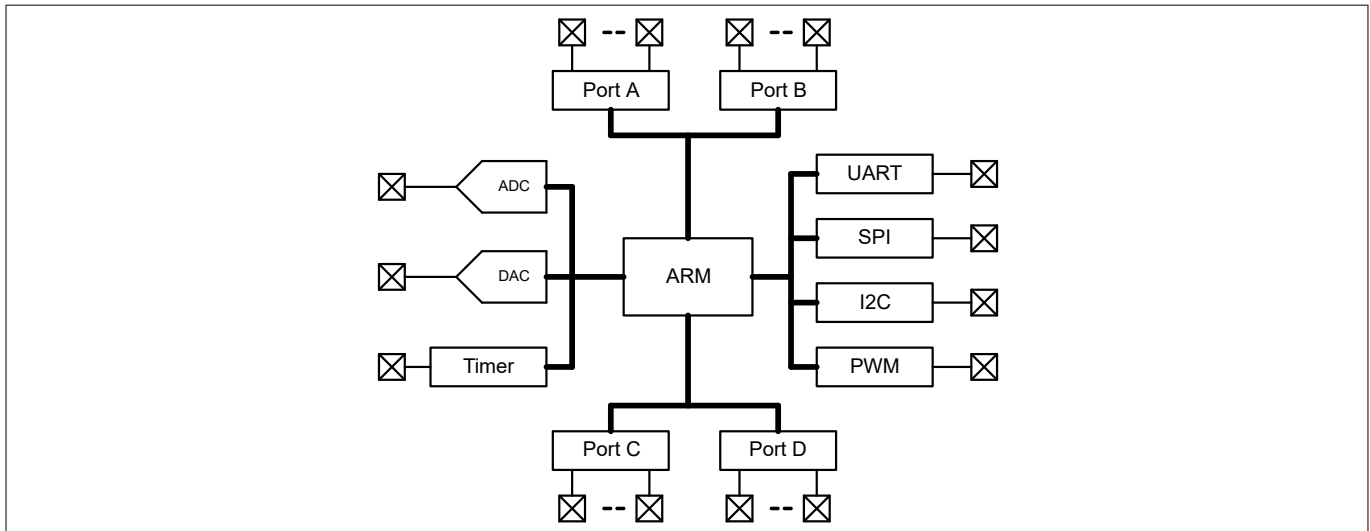 Port A
Port B
ADC
UART
SPI
DAC
ARM
I2C
Timer
PWM
Port C
Port D